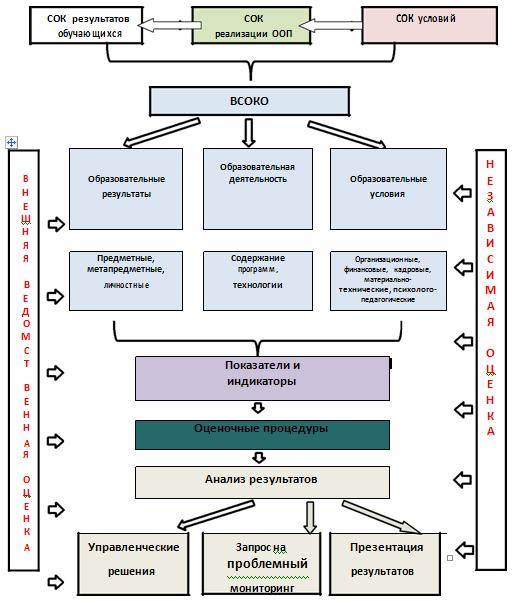 СОК результатов
обучающихся
СОК
реализации ООП
СОК условий
ВСОКО
Образовательные
результаты
Образовательная
деятельность
Образовательные
условия
Предметные,
метапредметные,
личностные
Содержание
программ,
технологии
Организационные,
финансовые, кадровые,
материально-
технические, психолого-
педагогические
Показатели и
индикаторы
Оценочные процедуры
Анализ результатов
Управленческие
решения
Запрос на
проблемный
мониторинг
Презентация
результатов
ВНЕШНЯЯ ВЕДОМСТ ВЕННАЯ ОЦЕНКА
НЕЗАВИСИМАЯ ОЦЕНКА